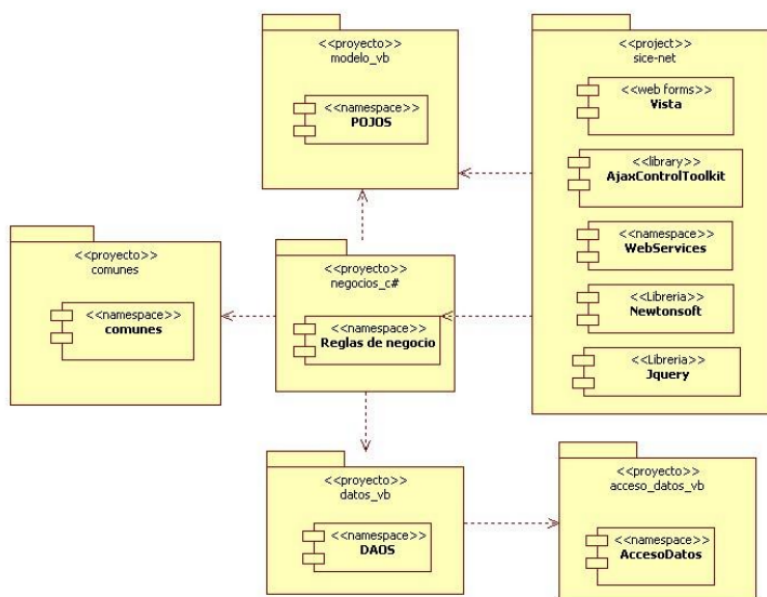 <<proyecto>>
modelo_vb
<<namespace>>
POJOS
<<project>>
sice-net
<<web forms>>
Vista
<<library>>
AjaxControlToolkit
<<namespace>>
WebServices
<<Libreria>>
Newtonsoft
<<Libreria>>
Jquery
<<proyecto>>
comunes
<<namespace>>
comunes
<<proyecto>>
negocios_c#
<<namespace>>
Reglas de negocio
<<proyecto>>
datos_vb
<<namespace>>
DAOS
<<proyecto>>
acceso_datos_vb
<<namespace>>
AccesoDatos